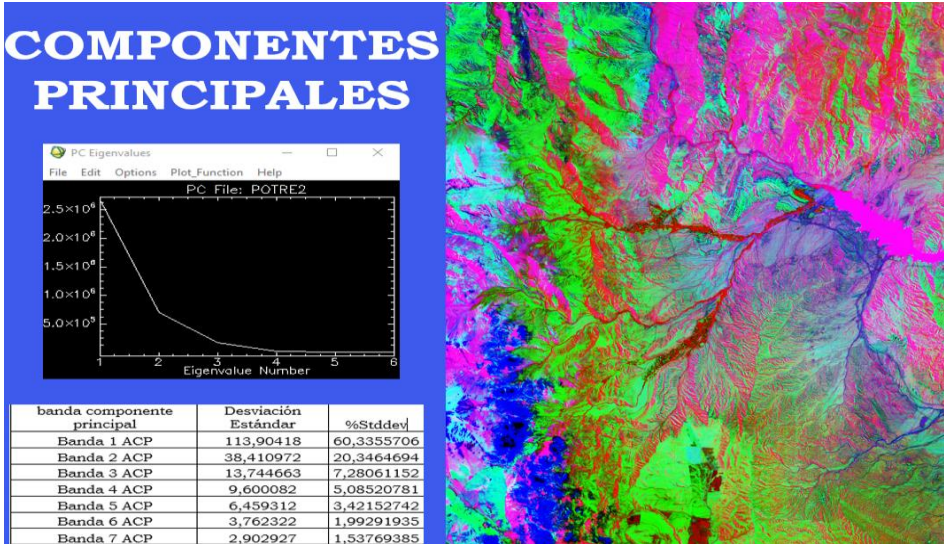 COMPONENTES
PRINCIPALES
PC Eigenvalues
File Edit Options Plot_Function Help
PC File: POTRE2
2.5×10⁶
2.0×10⁶
1.5×10⁶
1.0×10⁶
5.0×10⁵
1 2 3 4 5 6
Eigenvalue Number
banda componente principal Desviación Estándar %Stddev
Banda 1 ACP 113,90418 60,3355706
Banda 2 ACP 38,410972 20,3464694
Banda 3 ACP 13,744663 7,28061152
Banda 4 ACP 9,600082 5,08520781
Banda 5 ACP 6,459312 3,42152742
Banda 6 ACP 3,762322 1,99291935
Banda 7 ACP 2,902927 1,53769385